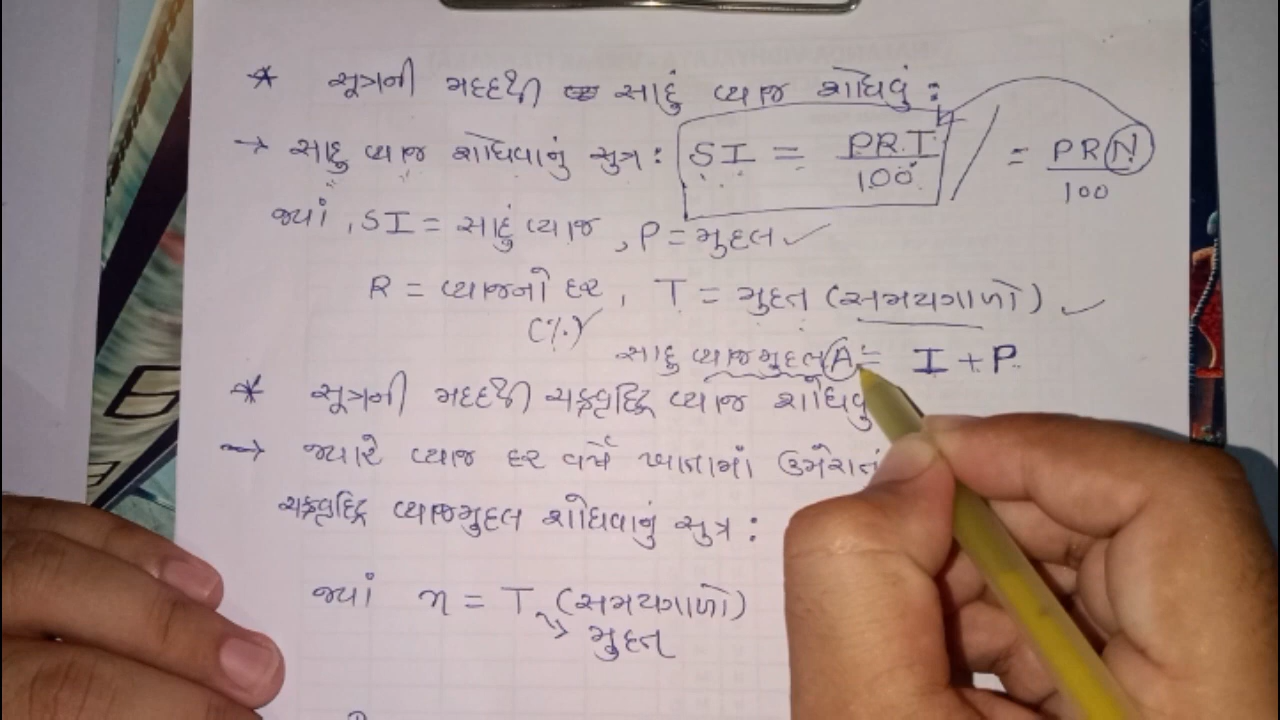 * સૂત્રની મદદથી સાદું વ્યાજ શોધવું :
→ સાદુ વ્યાજ શોધવાનું સુત્ર : SI = PRT/100 / = PRN/100
જ્યાં , SI = સાદું વ્યાજ , P = મુદ્દલ ✓
R = વ્યાજનો દર , T = મુદ્દત (સમયગાળો) ✓
(%)
સાદુ વ્યાજમુદ્દલ A = I + P
* સૂત્રની મદદથી ચક્રવૃદ્ધિ વ્યાજ શોધવુ
→ જ્યારે વ્યાજ દર વર્ષે ખાતામાં
ચક્રવૃદ્ધિ વ્યાજમુદ્દલ શોધવાનું સુત્ર :
જ્યાં n = T (સમયગાળો)
→ મુદ્દત